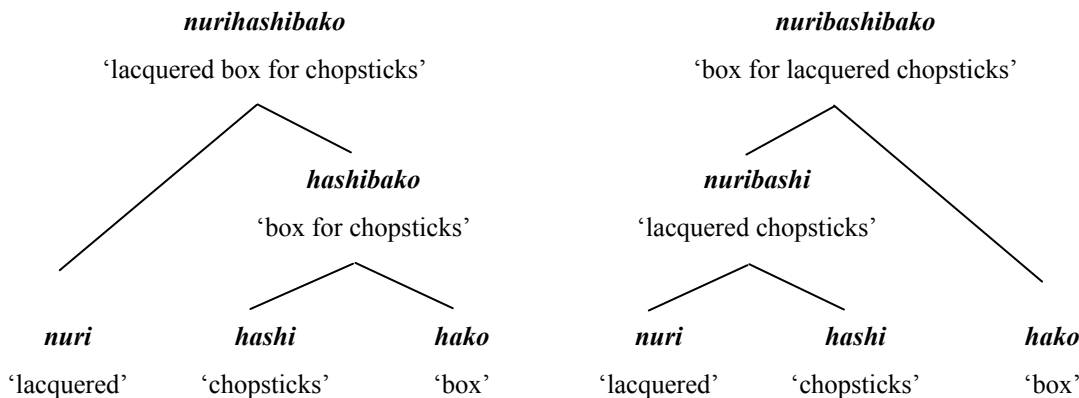 nurihashibako nuribashibako
‘lacquered box for chopsticks’ ‘box for lacquered chopsticks’
hashibako nuribashi
‘box for chopsticks’ ‘lacquered chopsticks’
nuri hashi hako nuri hashi hako
‘lacquered’ ‘chopsticks’ ‘box’ ‘lacquered’ ‘chopsticks’ ‘box’